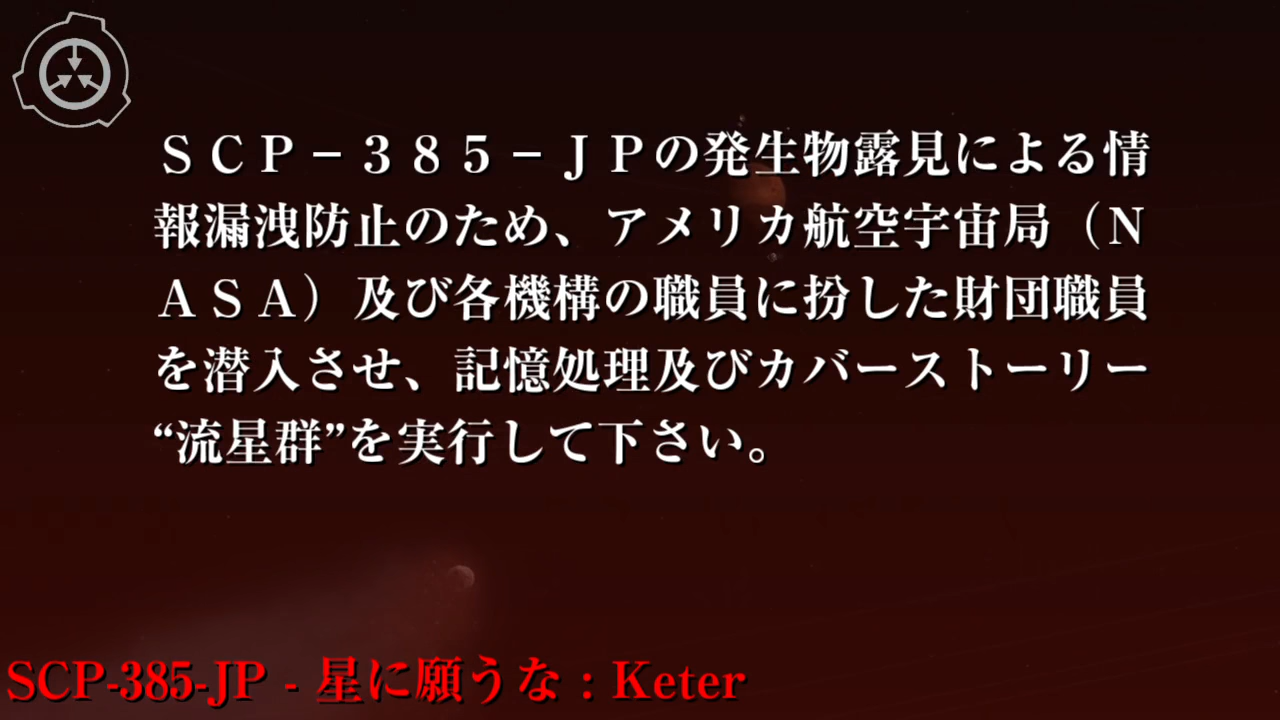 SCP-385-JPの発生物露見による情
報漏洩防止のため、アメリカ航空宇宙局(N
ASA)及び各機構の職員に扮した財団職員
を潜入させ、記憶処理及びカバーストーリー
“流星群”を実行して下さい。
SCP-385-JP - 星に願うな : Keter